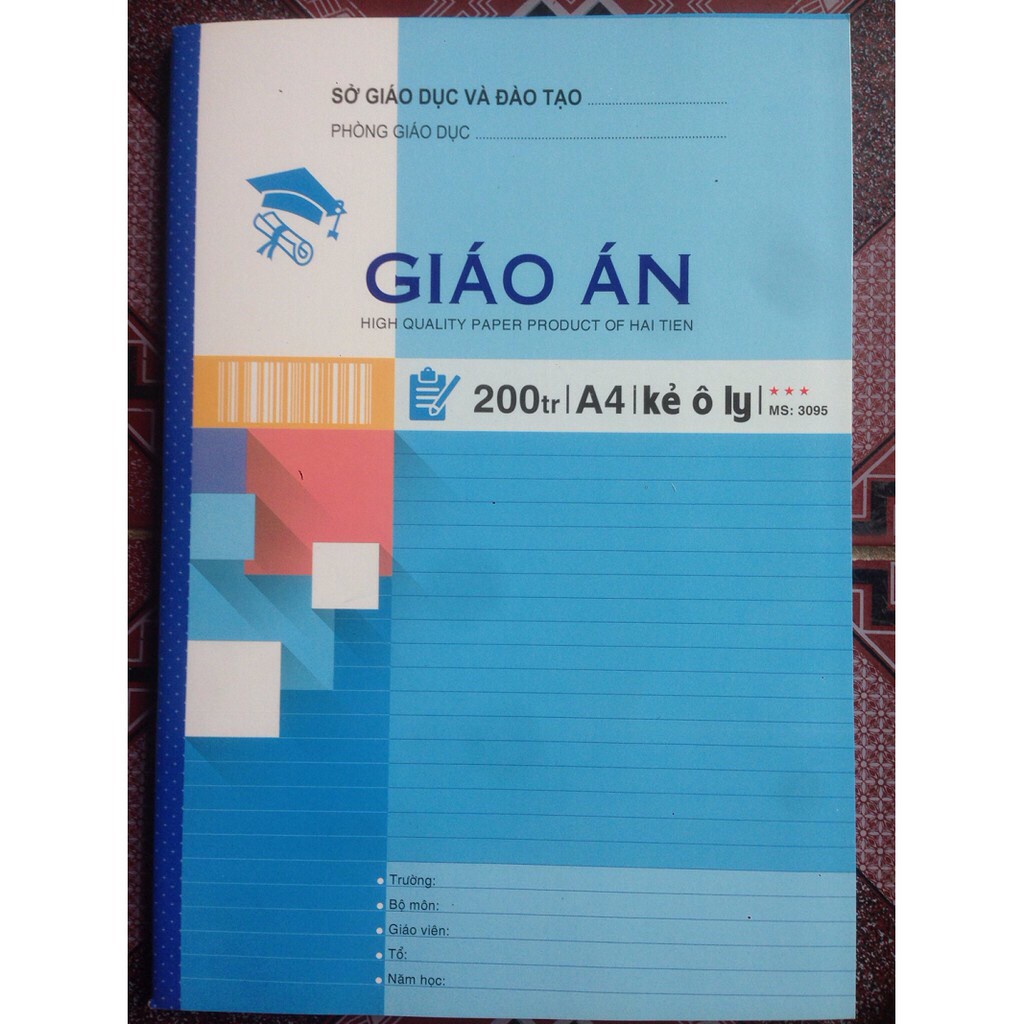 SỞ GIÁO DỤC VÀ ĐÀO TẠO
PHÒNG GIÁO DỤC
GIÁO ÁN
HIGH QUALITY PAPER PRODUCT OF HAI TIEN
200tr | A4 | kẻ ô ly | ★★★
MS: 3095
Trường:
Bộ môn:
Giáo viên:
Tổ:
Năm học: